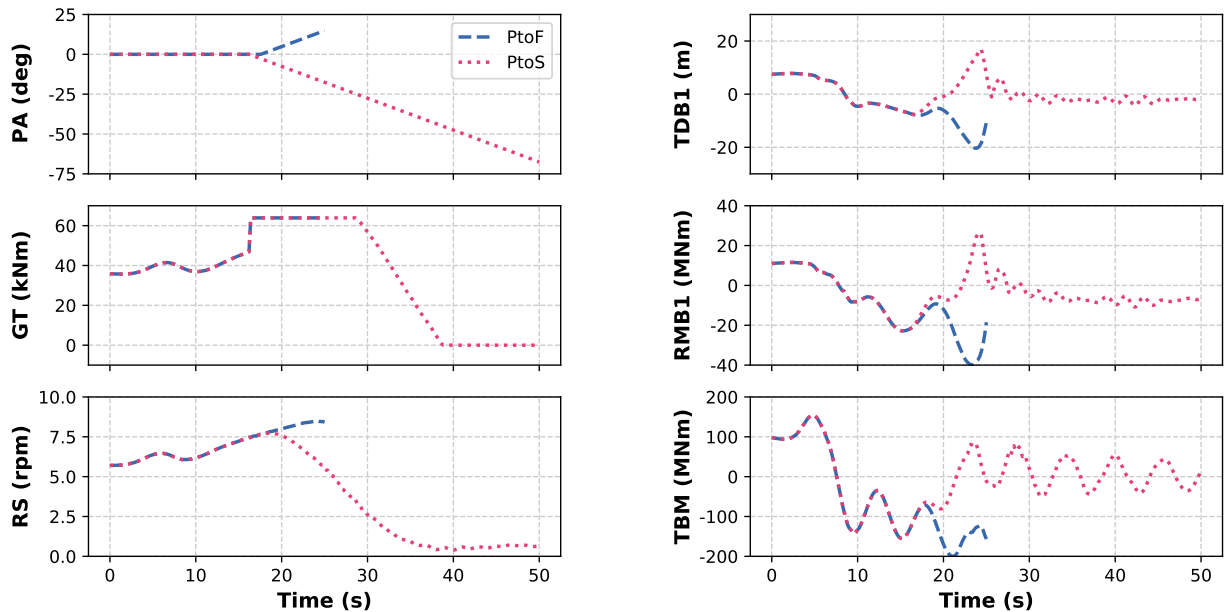 PA (deg)
25
0
-25
-50
-75
PtoF
PtoS
TDB1 (m)
20
0
-20
GT (kNm)
60
40
20
0
RMB1 (MNm)
40
20
0
-20
-40
RS (rpm)
10.0
7.5
5.0
2.5
0.0
0 10 20 30 40 50
Time (s)
TBM (MNm)
200
100
0
-100
-200
0 10 20 30 40 50
Time (s)